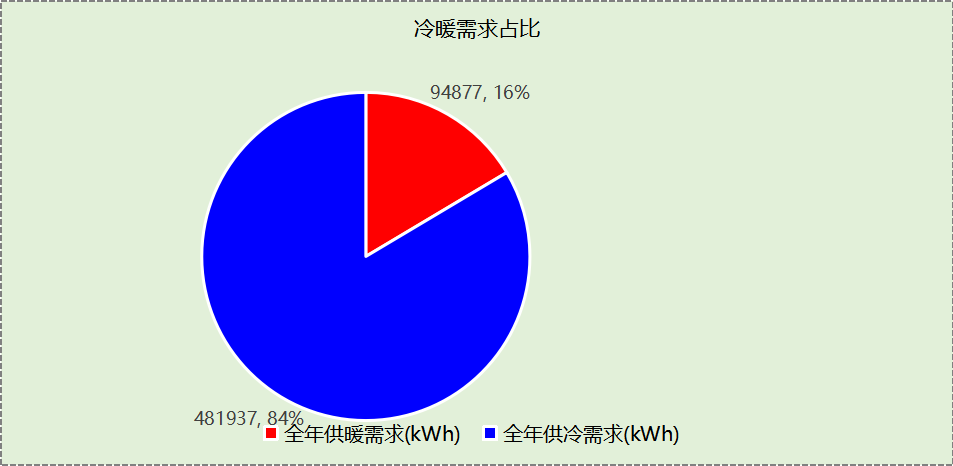 冷暖需求占比
94877, 16%
481937, 84%
全年供暖需求(kWh)
全年供冷需求(kWh)